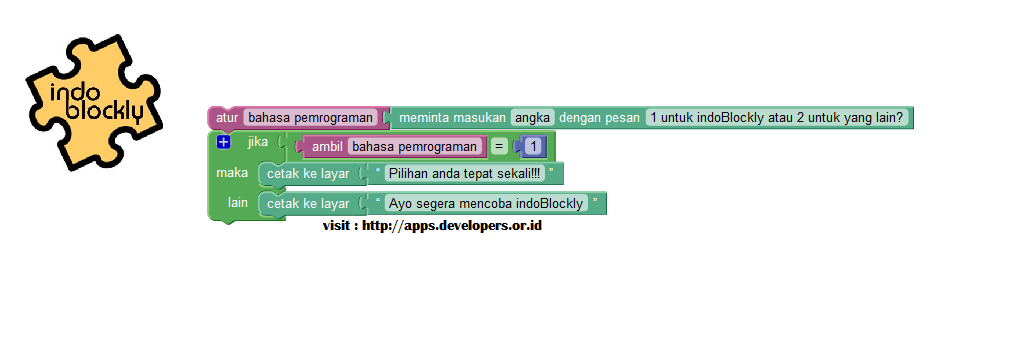 indo
blockly
atur bahasa pemrograman meminta masukan angka dengan pesan 1 untuk indoBlockly atau 2 untuk yang lain?
+ jika ambil bahasa pemrograman = 1
maka cetak ke layar “ Pilihan anda tepat sekali!!! ”
lain cetak ke layar “ Ayo segera mencoba indoBlockly ”
visit : http://apps.developers.or.id